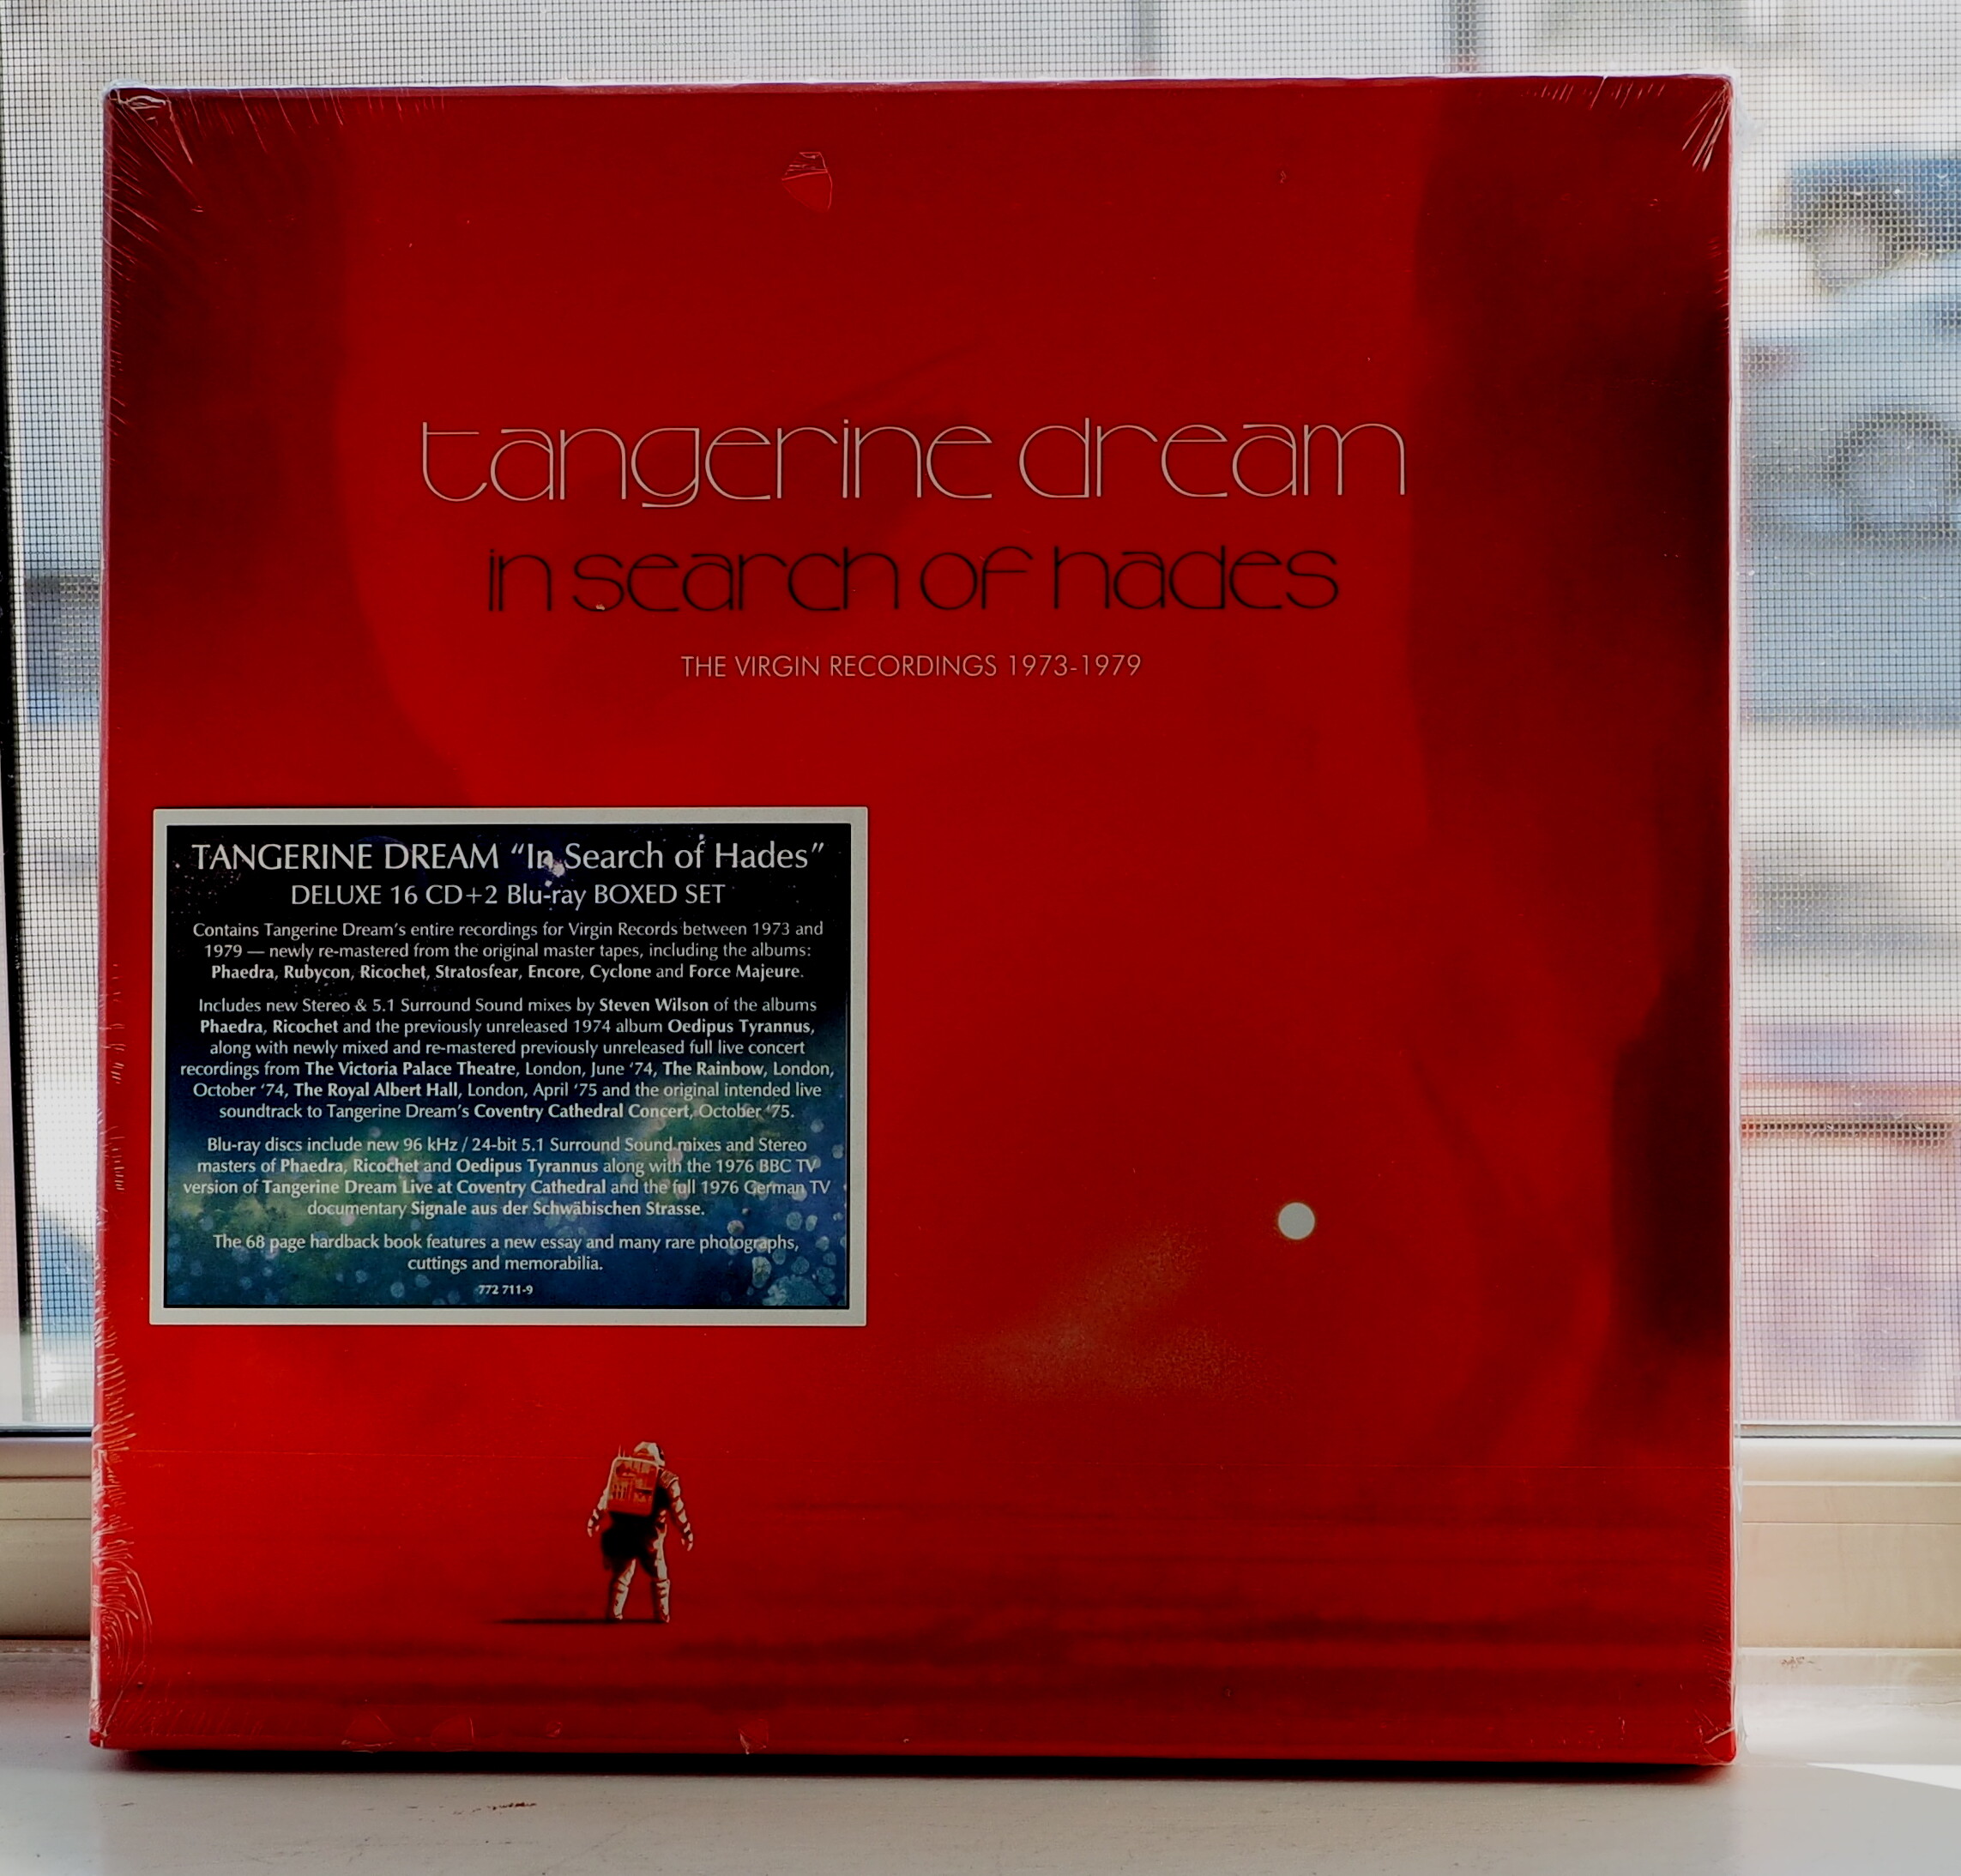 tangerine dream
in search of hades
THE VIRGIN RECORDINGS 1973-1979
TANGERINE DREAM “In Search of Hades”
DELUXE 16 CD+2 Blu-ray BOXED SET
Contains Tangerine Dream’s entire recordings for Virgin Records between 1973 and
1979 — newly re-mastered from the original master tapes, including the albums:
Phaedra, Rubycon, Ricochet, Stratosfear, Encore, Cyclone and Force Majeure.
Includes new Stereo & 5.1 Surround Sound mixes by Steven Wilson of the albums
Phaedra, Ricochet and the previously unreleased 1974 album Oedipus Tyrannus,
along with newly mixed and re-mastered previously unreleased full live concert
recordings from The Victoria Palace Theatre, London, June ‘74, The Rainbow, London,
October ‘74, The Royal Albert Hall, London, April ‘75 and the original intended live
soundtrack to Tangerine Dream’s Coventry Cathedral Concert, October ‘75.
Blu-ray discs include new 96 kHz / 24-bit 5.1 Surround Sound mixes and Stereo
masters of Phaedra, Ricochet and Oedipus Tyrannus along with the 1976 BBC TV
version of Tangerine Dream Live at Coventry Cathedral and the full 1976 German TV
documentary Signale aus der Schwäbischen Strasse.
The 68 page hardback book features a new essay and many rare photographs,
cuttings and memorabilia.
772 711-9